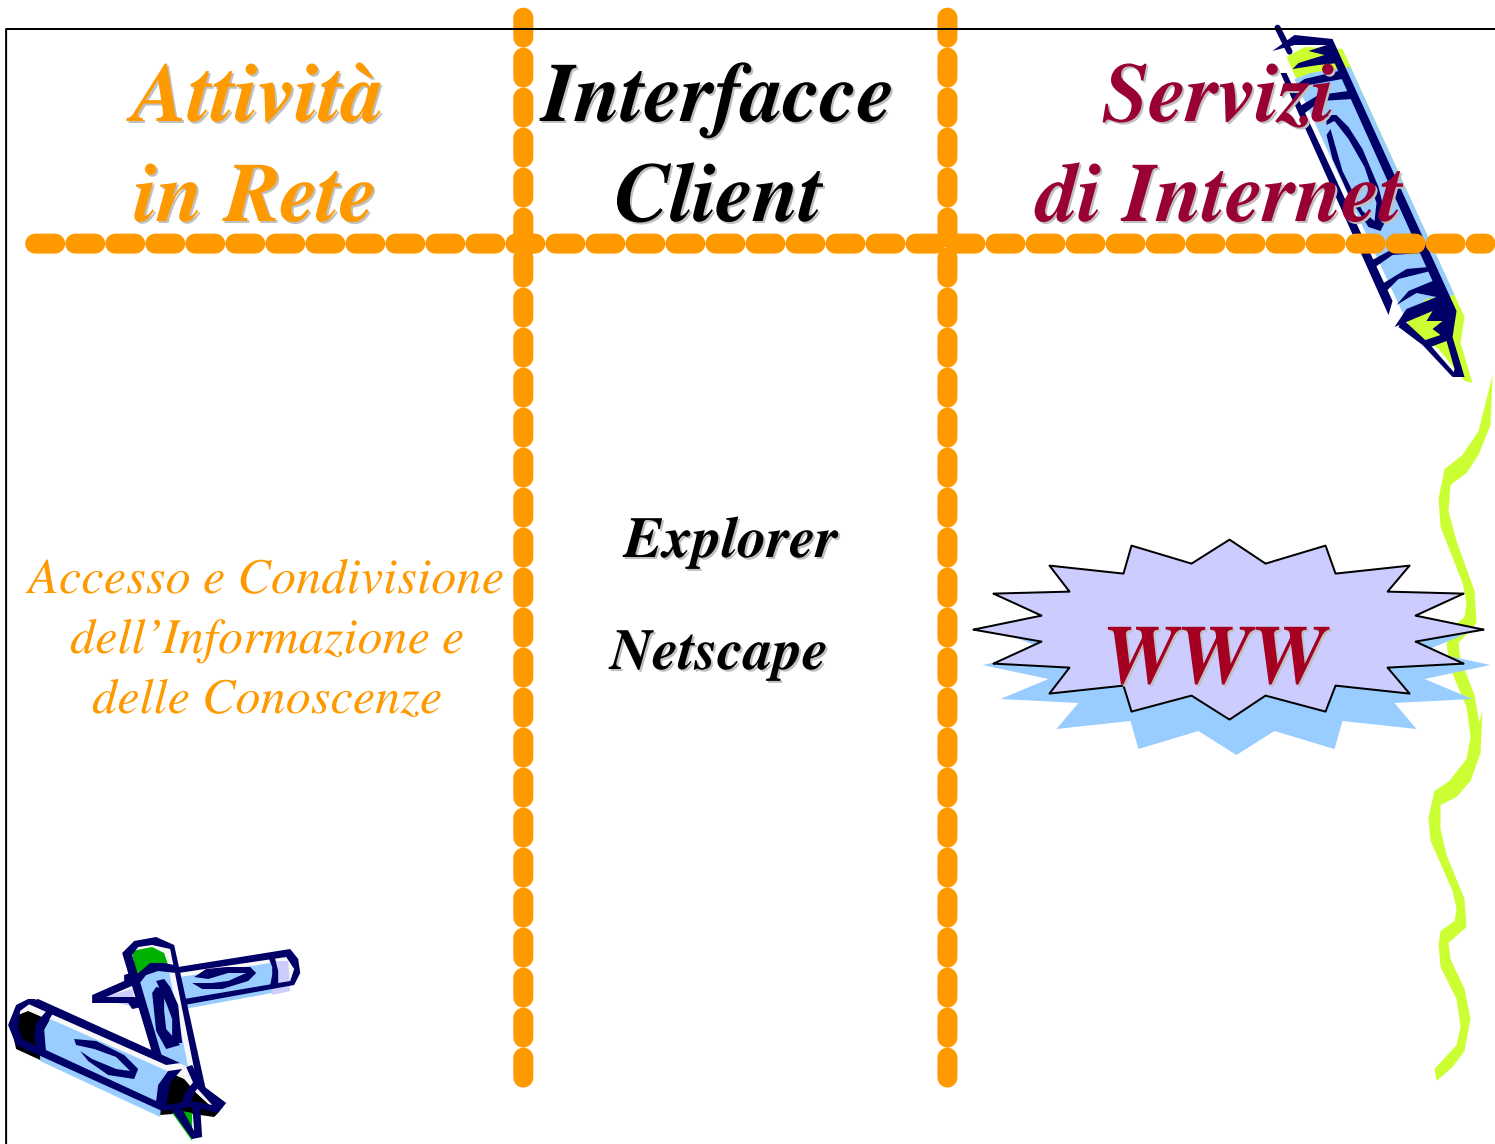 Attività
in Rete
Interfacce
Client
Servizi
di Internet
Accesso e Condivisione
dell’Informazione e
delle Conoscenze
Explorer
Netscape
WWW